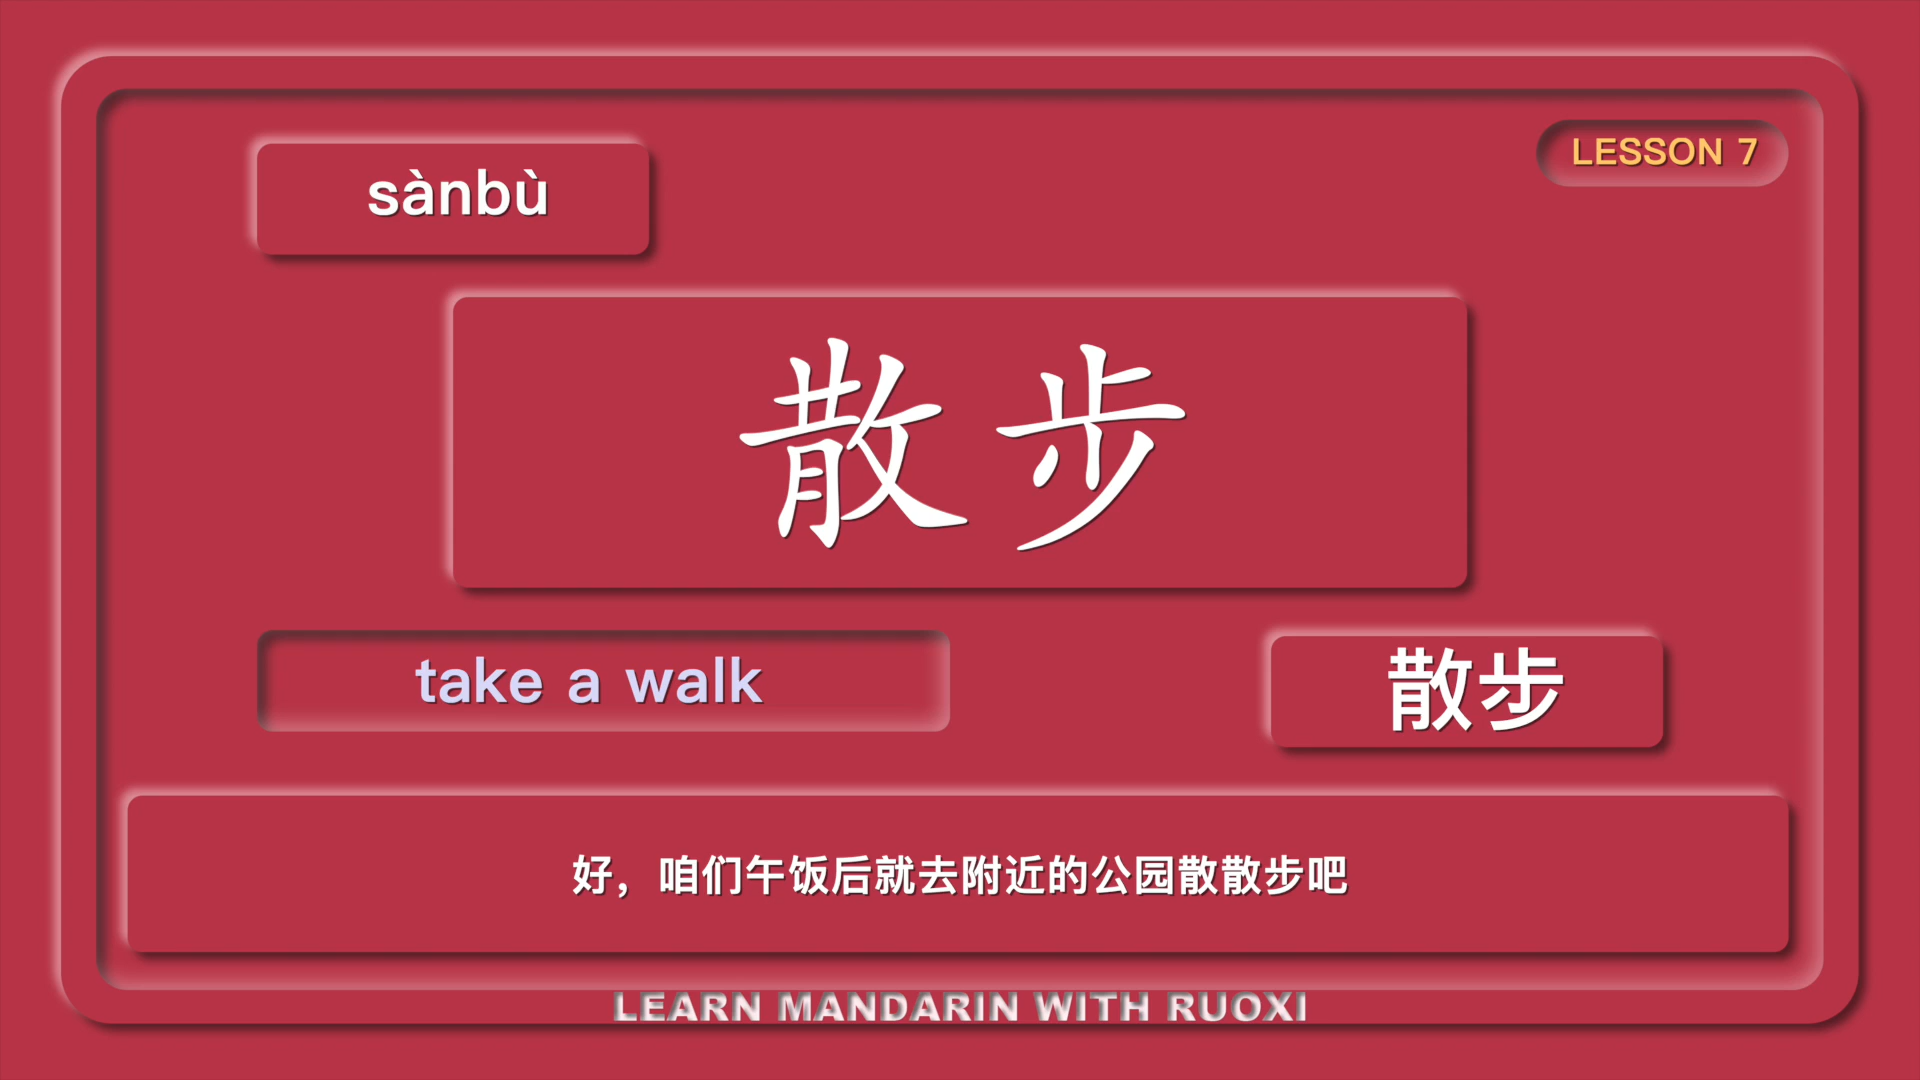 LESSON 7
sànbù
散步
take a walk
散步
好，咱们午饭后就去附近的公园散散步吧
LEARN MANDARIN WITH RUOXI